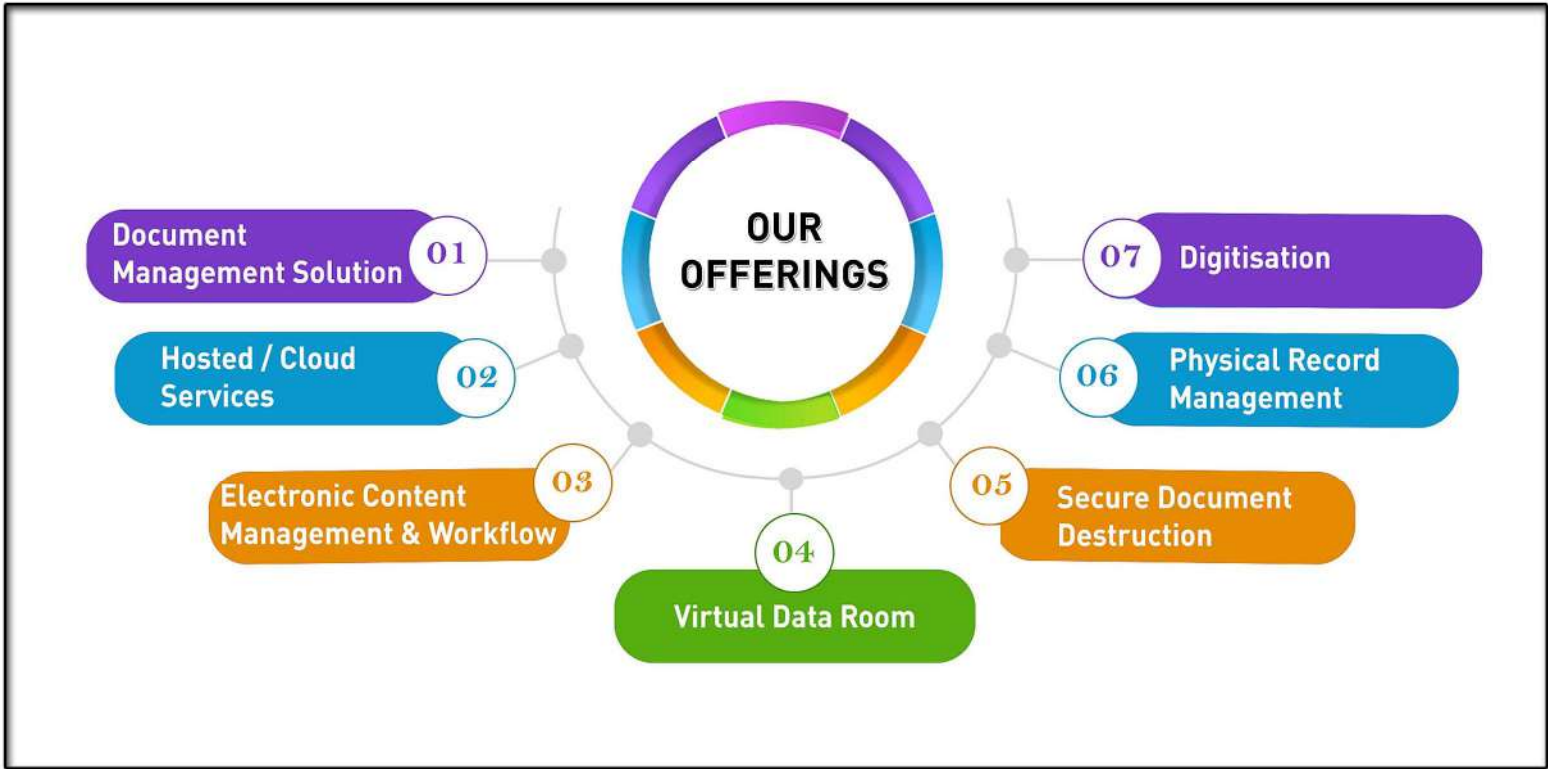 OUR
OFFERINGS
01
Document
Management Solution
02
Hosted / Cloud
Services
03
Electronic Content
Management & Workflow
04
Virtual Data Room
05
Secure Document
Destruction
06
Physical Record
Management
07
Digitisation